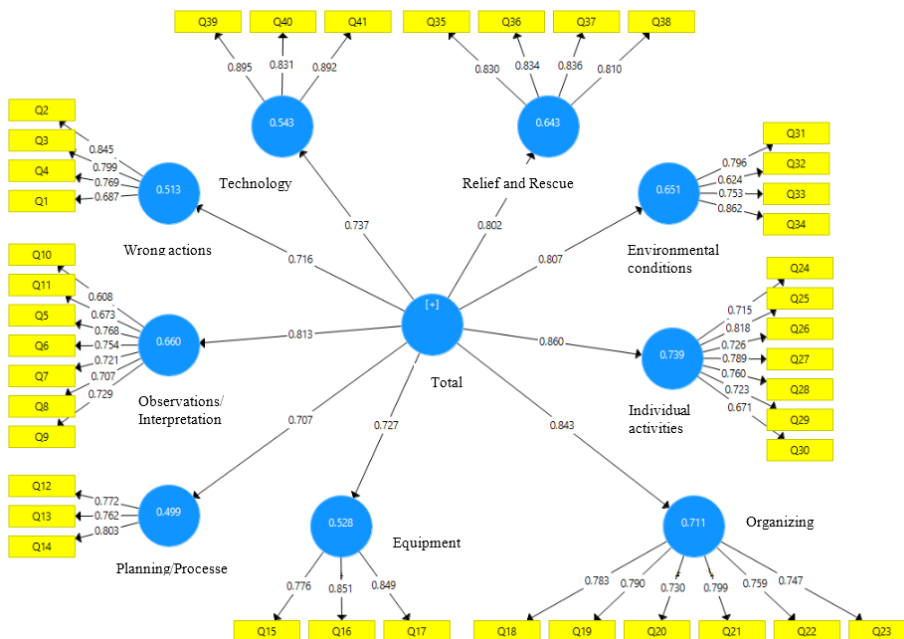 Q39
Q40
Q41
Q35
Q36
Q37
Q38
0.895
0.831
0.892
0.830
0.834
0.836
0.810
0.543
Technology
0.643
Relief and Rescue
Q2
Q3
Q4
Q1
0.845
0.799
0.769
0.687
0.513
Wrong actions
Q31
Q32
Q33
Q34
0.796
0.624
0.753
0.862
0.651
Environmental
conditions
0.737
0.802
0.716
0.807
Q10
Q11
Q5
Q6
Q7
Q8
Q9
0.608
0.673
0.768
0.754
0.721
0.707
0.729
0.660
Observations/
Interpretation
0.813
[+]
Total
0.860
Q24
Q25
Q26
Q27
Q28
Q29
Q30
0.715
0.818
0.726
0.789
0.760
0.723
0.671
0.739
Individual
activities
0.707
0.727
0.843
Q12
Q13
Q14
0.772
0.762
0.803
0.499
Planning/Processe
0.528
Equipment
0.776
0.851
0.849
Q15
Q16
Q17
0.711
Organizing
0.783
0.790
0.730
0.799
0.759
0.747
Q18
Q19
Q20
Q21
Q22
Q23